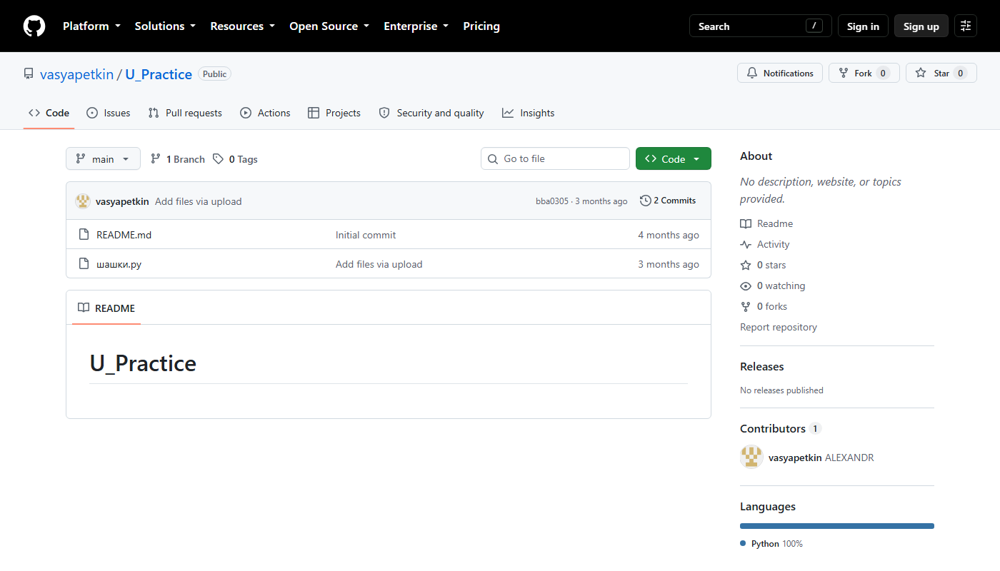 Platform Solutions Resources Open Source Enterprise Pricing Search / Sign in Sign up
vasyapetkin / U_Practice Public Notifications Fork 0 Star 0
Code Issues Pull requests Actions Projects Security and quality Insights
main 1 Branch 0 Tags Go to file Code
vasyapetkin Add files via upload bba0305 · 3 months ago 2 Commits
README.md Initial commit 4 months ago
шашки.py Add files via upload 3 months ago
README
U_Practice
About
No description, website, or topics
provided.
Readme
Activity
0 stars
0 watching
0 forks
Report repository
Releases
No releases published
Contributors 1
vasyapetkin ALEXANDR
Languages
Python 100%